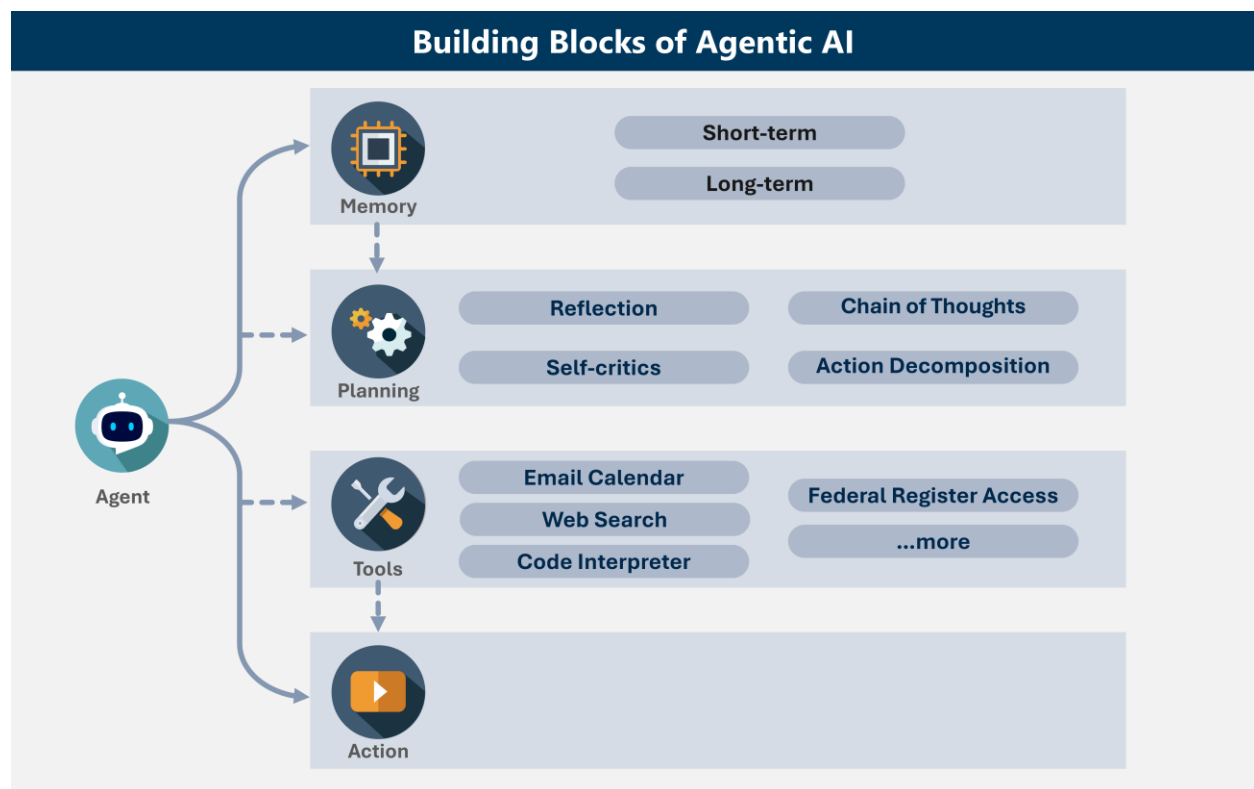 Building Blocks of Agentic AI
Short-term
Long-term
Memory
Reflection
Chain of Thoughts
Self-critics
Action Decomposition
Planning
Agent
Email Calendar
Federal Register Access
Web Search
...more
Code Interpreter
Tools
Action